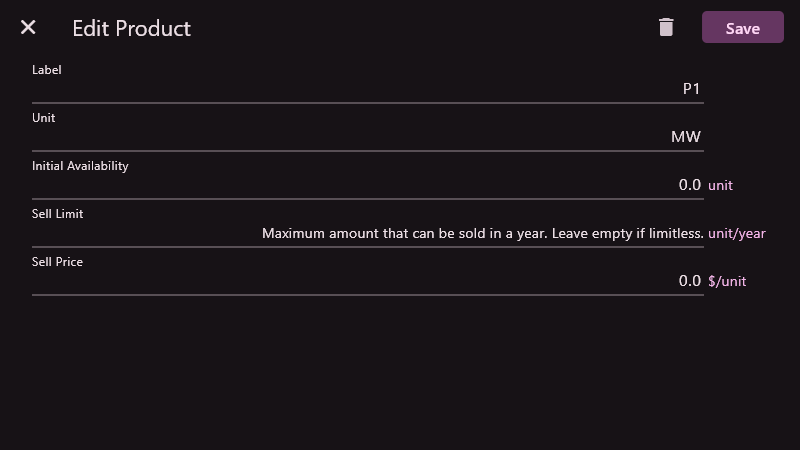 Edit Product
Save
Label
P1
Unit
MW
Initial Availability
0.0 unit
Sell Limit
Maximum amount that can be sold in a year. Leave empty if limitless. unit/year
Sell Price
0.0 $/unit